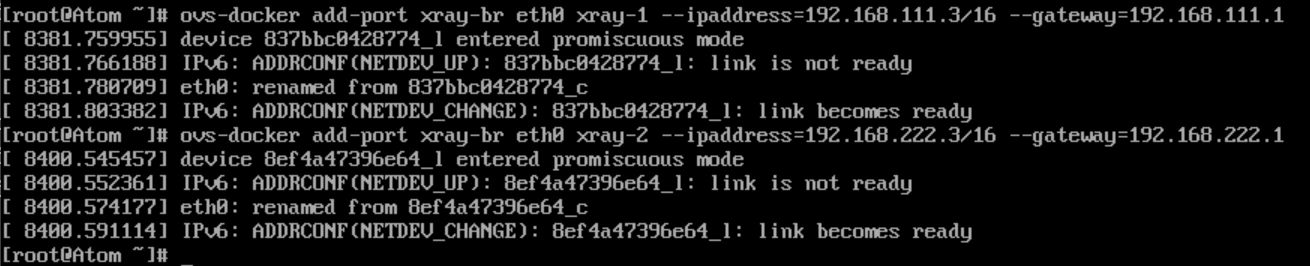 [root@Atom ~]# ovs-docker add-port xray-br eth0 xray-1 --ipaddress=192.168.111.3/16 --gateway=192.168.111.1
[ 8381.759955] device 837bbc0428774_l entered promiscuous mode
[ 8381.766188] IPv6: ADDRCONF(NETDEV_UP): 837bbc0428774_l: link is not ready
[ 8381.780709] eth0: renamed from 837bbc0428774_c
[ 8381.803382] IPv6: ADDRCONF(NETDEV_CHANGE): 837bbc0428774_l: link becomes ready
[root@Atom ~]# ovs-docker add-port xray-br eth0 xray-2 --ipaddress=192.168.222.3/16 --gateway=192.168.222.1
[ 8400.545457] device 8ef4a47396e64_l entered promiscuous mode
[ 8400.552361] IPv6: ADDRCONF(NETDEV_UP): 8ef4a47396e64_l: link is not ready
[ 8400.574177] eth0: renamed from 8ef4a47396e64_c
[ 8400.591114] IPv6: ADDRCONF(NETDEV_CHANGE): 8ef4a47396e64_l: link becomes ready
[root@Atom ~]#